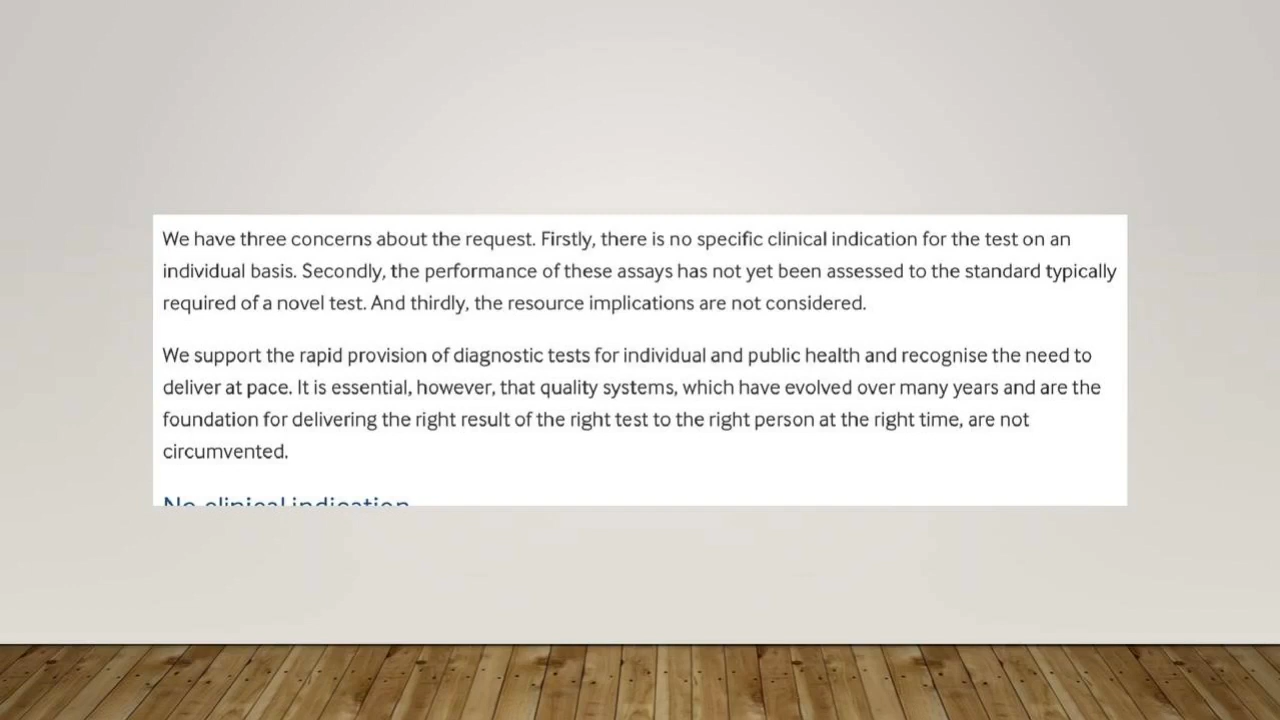 We have three concerns about the request. Firstly, there is no specific clinical indication for the test on an
individual basis. Secondly, the performance of these assays has not yet been assessed to the standard typically
required of a novel test. And thirdly, the resource implications are not considered.
We support the rapid provision of diagnostic tests for individual and public health and recognise the need to
deliver at pace. It is essential, however, that quality systems, which have evolved over many years and are the
foundation for delivering the right result of the right test to the right person at the right time, are not
circumvented.
No clinical indication